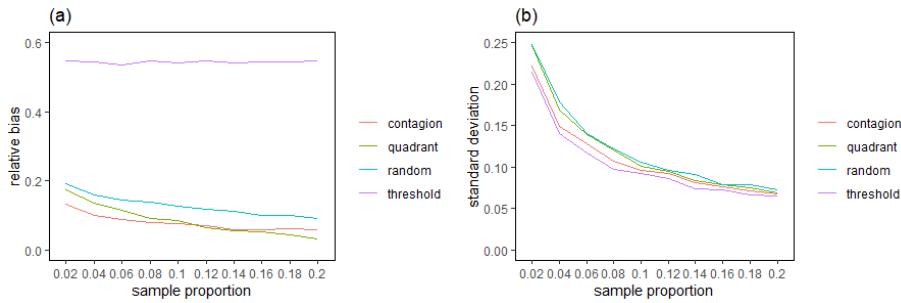 (a)
relative bias
0.6
0.4
0.2
0.0
0.02 0.04 0.06 0.08 0.1 0.12 0.14 0.16 0.18 0.2
sample proportion
contagion
quadrant
random
threshold
(b)
standard deviation
0.25
0.20
0.15
0.10
0.05
0.00
0.02 0.04 0.06 0.08 0.1 0.12 0.14 0.16 0.18 0.2
sample proportion
contagion
quadrant
random
threshold